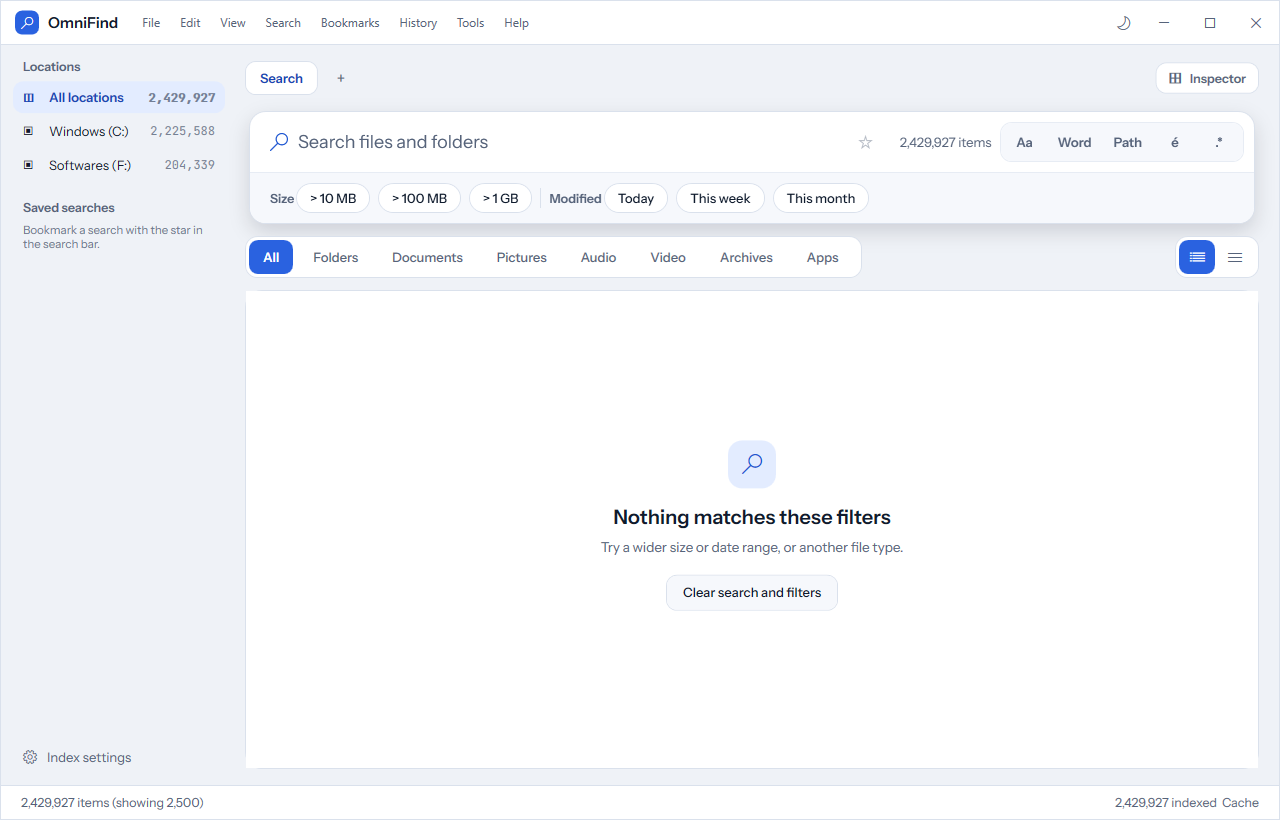 OmniFind File Edit View Search Bookmarks History Tools Help
Locations
All locations 2,429,927
Windows (C:) 2,225,588
Softwares (F:) 204,339
Saved searches
Bookmark a search with the star in
the search bar.
Index settings
Search +
Inspector
Search files and folders ☆ 2,429,927 items Aa Word Path é .*
Size > 10 MB > 100 MB > 1 GB Modified Today This week This month
All Folders Documents Pictures Audio Video Archives Apps
Nothing matches these filters
Try a wider size or date range, or another file type.
Clear search and filters
2,429,927 items (showing 2,500)
2,429,927 indexed Cache